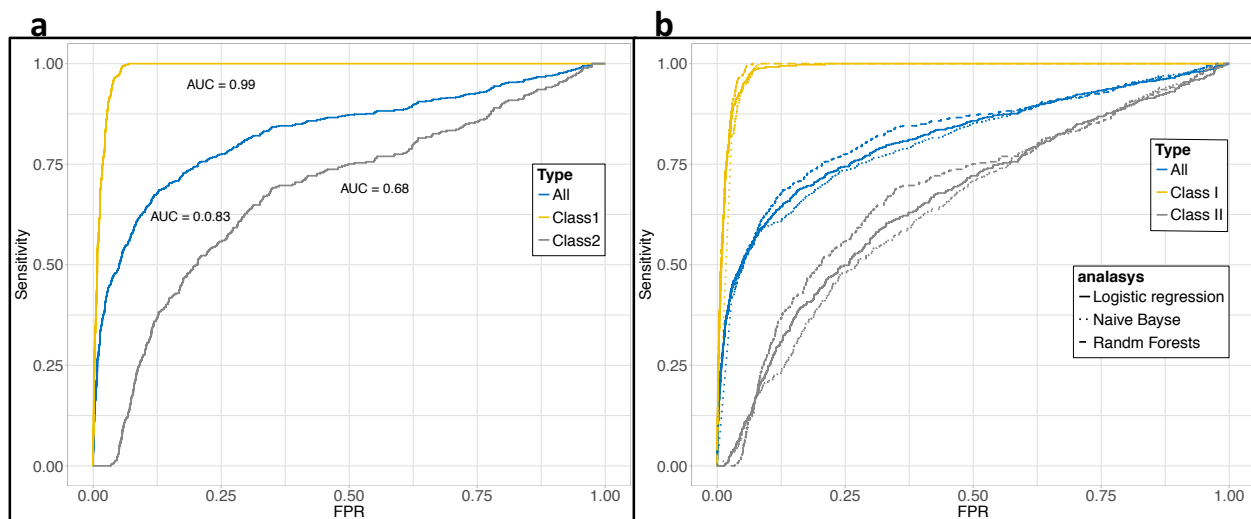 a
1.00
0.75
0.50
0.25
0.00
Sensitivity
AUC = 0.99
AUC = 0.68
AUC = 0.0.83
Type
All
Class1
Class2
0.00 0.25 0.50 0.75 1.00
FPR
b
1.00
0.75
0.50
0.25
0.00
Sensitivity
Type
All
Class I
Class II
analasys
Logistic regression
Naive Bayse
Randm Forests
0.00 0.25 0.50 0.75 1.00
FPR